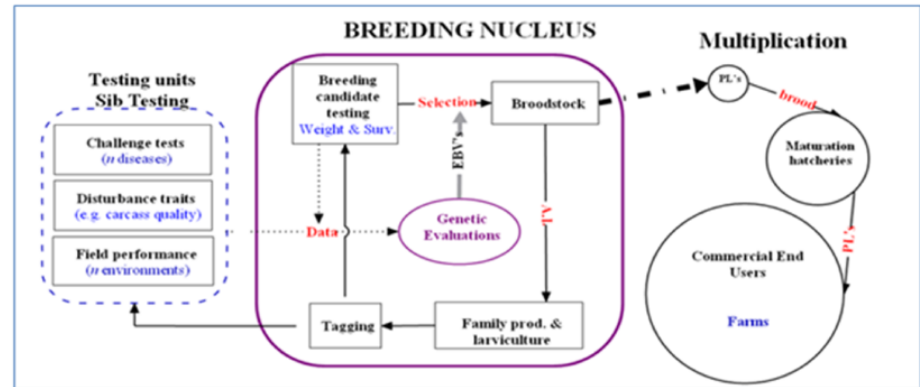 BREEDING NUCLEUS
Multiplication
Testing units
Sib Testing
Challenge tests
(n diseases)
Disturbance traits
(e.g. carcass quality)
Field performance
(n environments)
Breeding
candidate
testing
Weight & Surv.
Selection
Broodstock
EBV's
Data
Genetic
Evaluations
AI
Tagging
Family prod. &
larviculture
PL's
brood
Maturation
hatcheries
PL's
Commercial End
Users
Farms